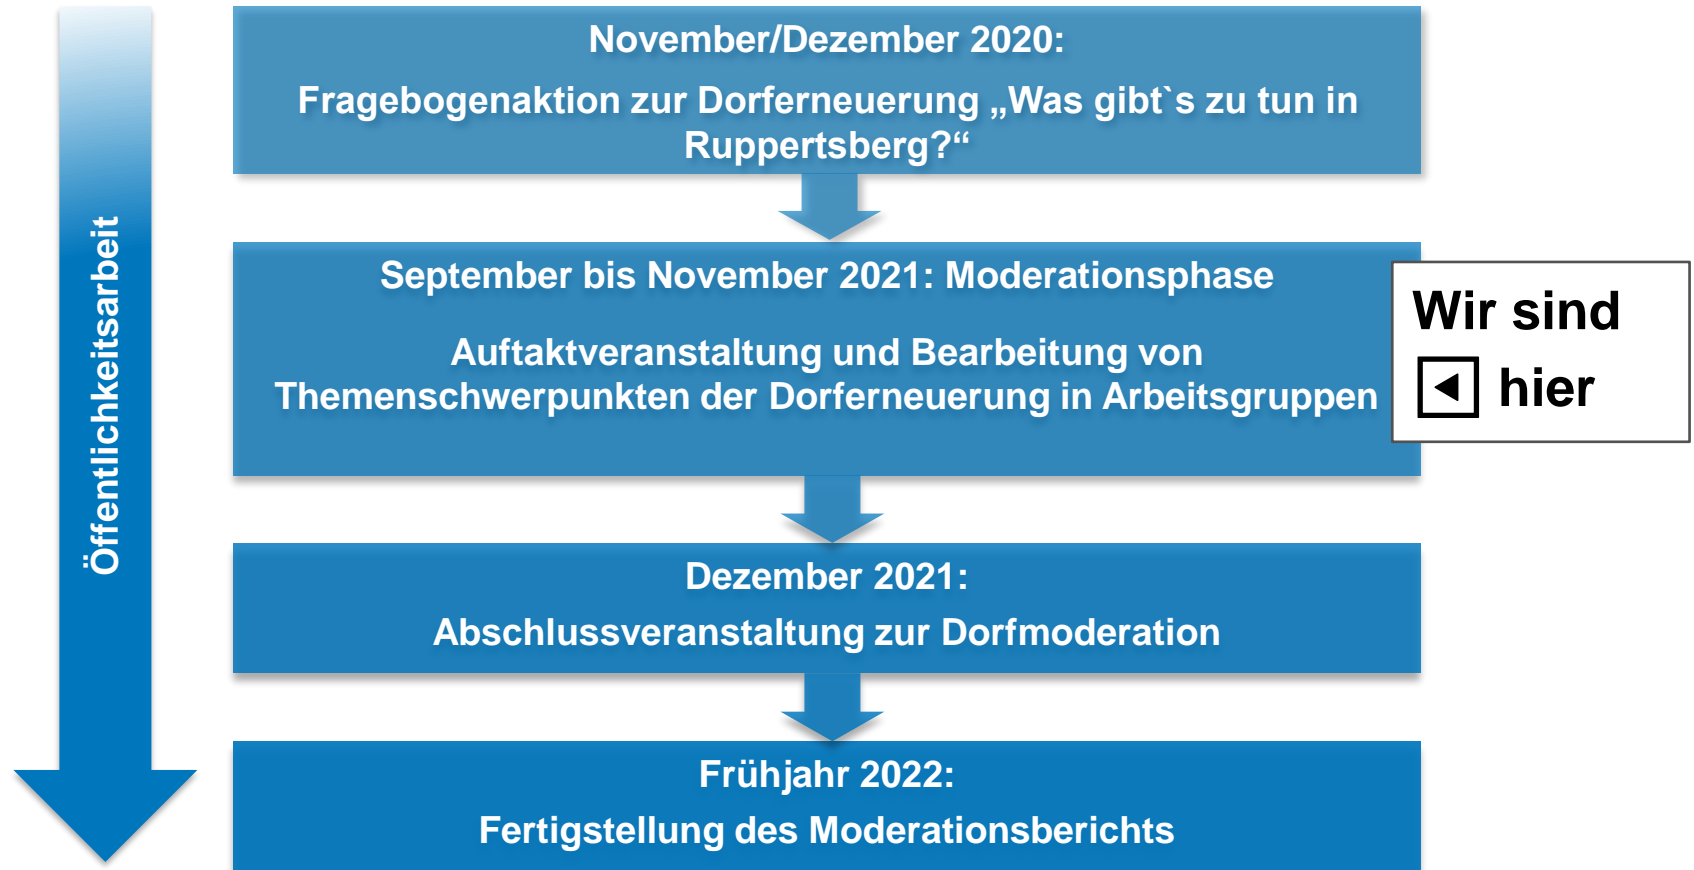 November/Dezember 2020:
Fragebogenaktion zur Dorferneuerung „Was gibt`s zu tun in
Ruppertsberg?“
Öffentlichkeitsarbeit
September bis November 2021: Moderationsphase
Auftaktveranstaltung und Bearbeitung von
Themenschwerpunkten der Dorferneuerung in Arbeitsgruppen
Wir sind
hier
Dezember 2021:
Abschlussveranstaltung zur Dorfmoderation
Frühjahr 2022:
Fertigstellung des Moderationsberichts